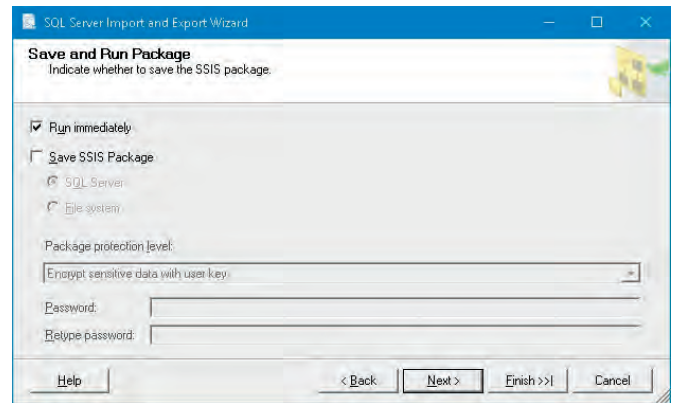 SQL Server Import and Export Wizard
Save and Run Package
Indicate whether to save the SSIS package.
Run immediately
Save SSIS Package
SQL Server
File system
Package protection level:
Encrypt sensitive data with user key
Password:
Retype password:
Help
< Back
Next >
Finish >>|
Cancel